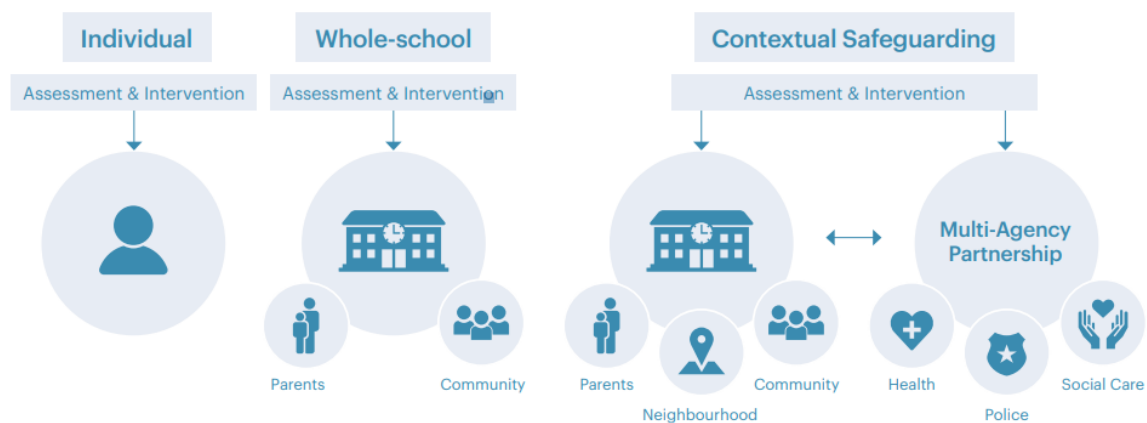 Individual
Whole-school
Contextual Safeguarding
Assessment & Intervention
Assessment & Intervention
Assessment & Intervention
Multi-Agency
Partnership
Parents
Community
Parents
Neighbourhood
Community
Health
Police
Social Care